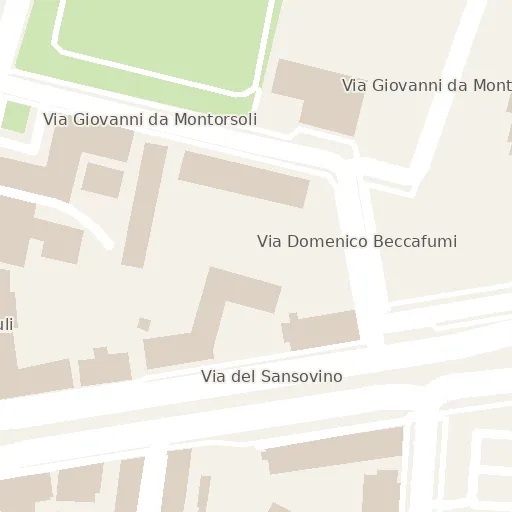 Via Giovanni da Mont
Via Giovanni da Montorsoli
Via Domenico Beccafumi
uli
Via del Sansovino